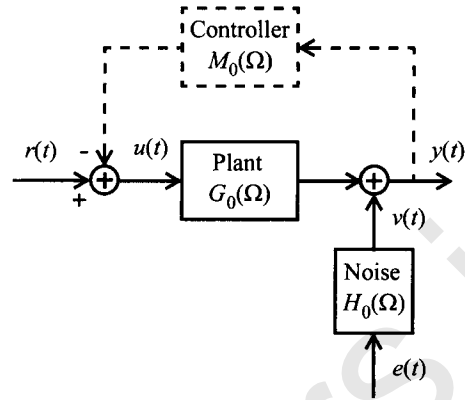 Controller
M₀(Ω)
r(t)
-
+
u(t)
Plant
G₀(Ω)
+
+
y(t)
v(t)
Noise
H₀(Ω)
e(t)